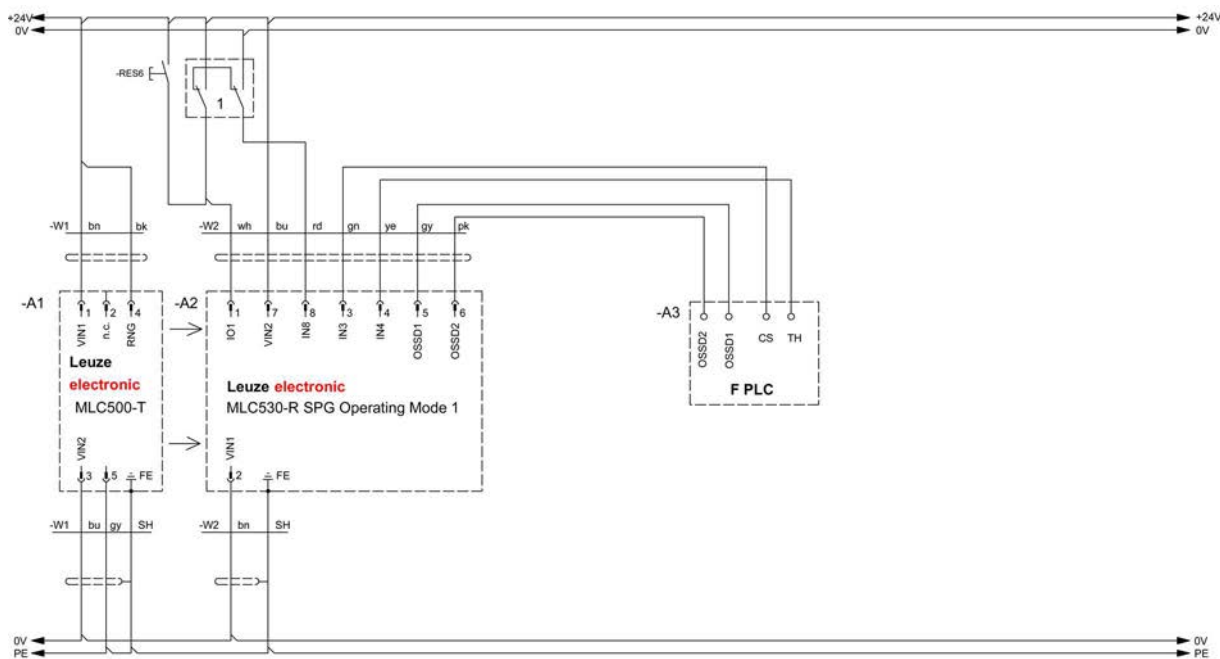 +24V +24V
0V 0V
-RES6
1
-W1 bn bk
-W2 wh bu rd gn ye gy pk
-A1
1 2 4
VIN1 n.c. RNG
Leuze
electronic
MLC500-T
VIN2
3 5 FE
-A2
1 7 8 3 4 5 6
IO1 VIN2 IN8 IN3 IN4 OSSD1 OSSD2
Leuze electronic
MLC530-R SPG Operating Mode 1
VIN1
2 FE
-A3
OSSD2 OSSD1 CS TH
F PLC
-W1 bu gy SH
-W2 bn SH
0V 0V
PE PE